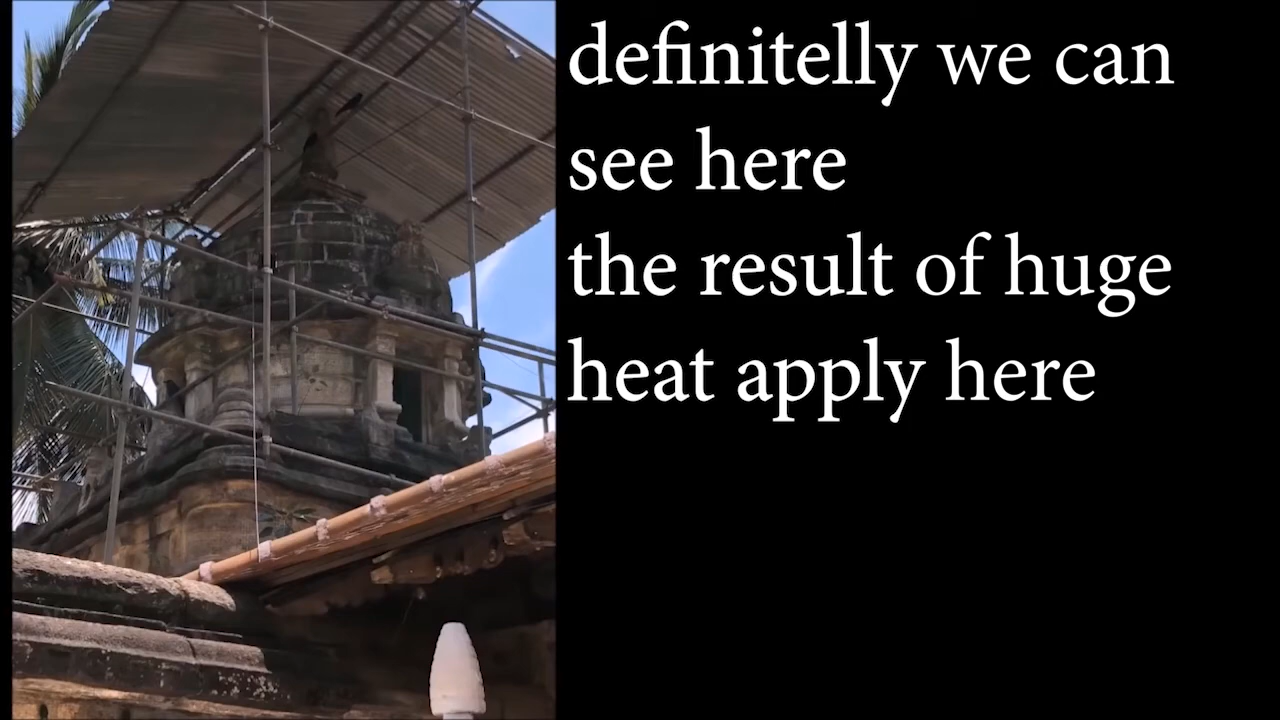 definitelly we can
see here
the result of huge
heat apply here